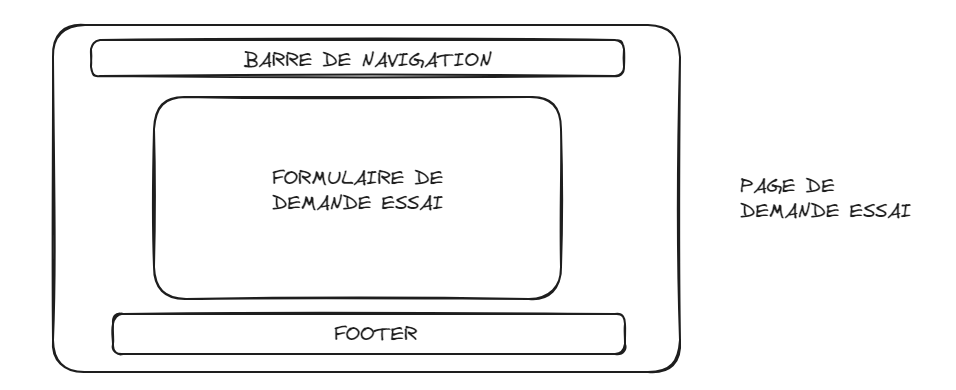 BARRE DE NAVIGATION
FORMULAIRE DE
DEMANDE ESSAI
PAGE DE
DEMANDE ESSAI
FOOTER